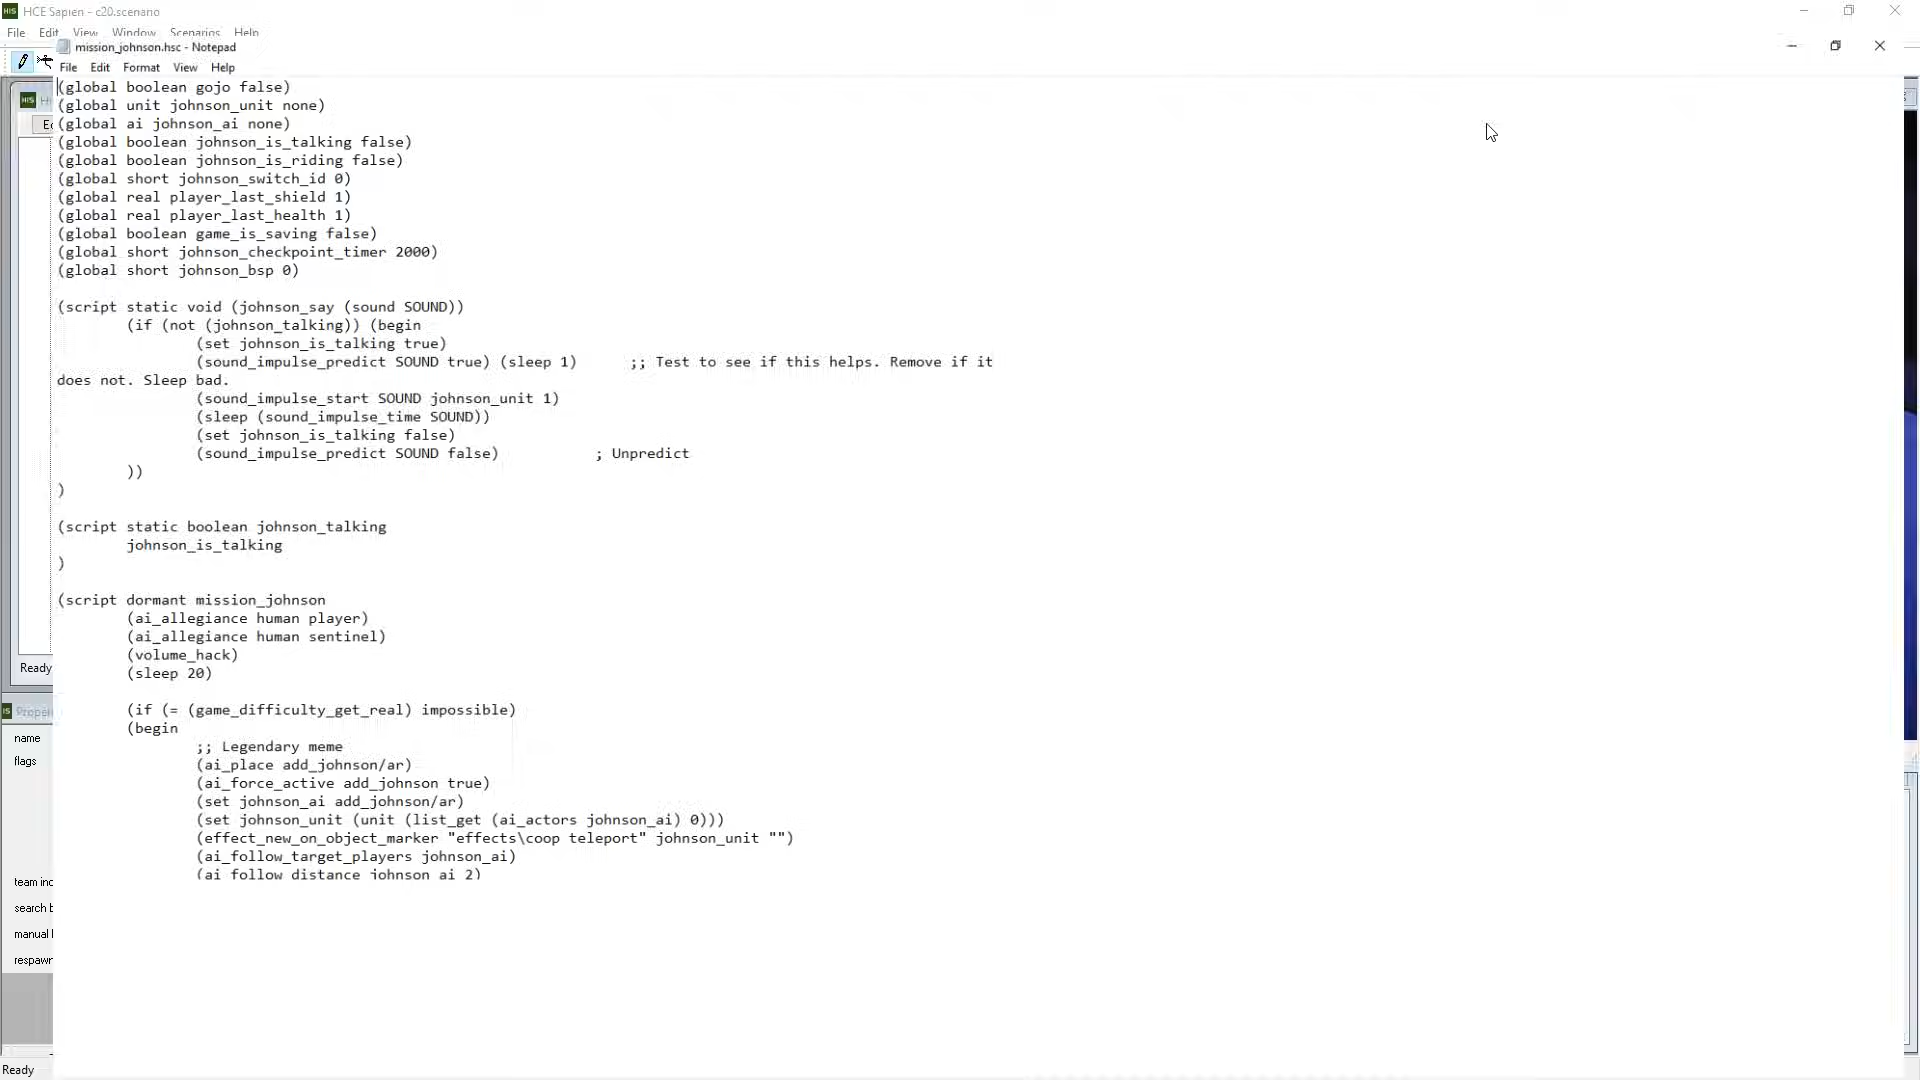 HCE Sapien - c20.scenario
File Edit View Window Scenarios Help
mission_johnson.hsc - Notepad
File Edit Format View Help
(global boolean gojo false)
(global unit johnson_unit none)
(global ai johnson_ai none)
(global boolean johnson_is_talking false)
(global boolean johnson_is_riding false)
(global short johnson_switch_id 0)
(global real player_last_shield 1)
(global real player_last_health 1)
(global boolean game_is_saving false)
(global short johnson_checkpoint_timer 2000)
(global short johnson_bsp 0)
(script static void (johnson_say (sound SOUND))
(if (not (johnson_talking)) (begin
(set johnson_is_talking true)
(sound_impulse_predict SOUND true) (sleep 1) ;; Test to see if this helps. Remove if it
does not. Sleep bad.
(sound_impulse_start SOUND johnson_unit 1)
(sleep (sound_impulse_time SOUND))
(set johnson_is_talking false)
(sound_impulse_predict SOUND false) ; Unpredict
))
)
(script static boolean johnson_talking
johnson_is_talking
)
(script dormant mission_johnson
(ai_allegiance human player)
(ai_allegiance human sentinel)
(volume_hack)
(sleep 20)
(if (= (game_difficulty_get_real) impossible)
(begin
;; Legendary meme
(ai_place add_johnson/ar)
(ai_force_active add_johnson true)
(set johnson_ai add_johnson/ar)
(set johnson_unit (unit (list_get (ai_actors johnson_ai) 0)))
(effect_new_on_object_marker "effects\coop teleport" johnson_unit "")
(ai_follow_target_players johnson_ai)
(ai_follow_distance johnson_ai 2)
Ready
name
flags
team
search
manual
respawn
Ready